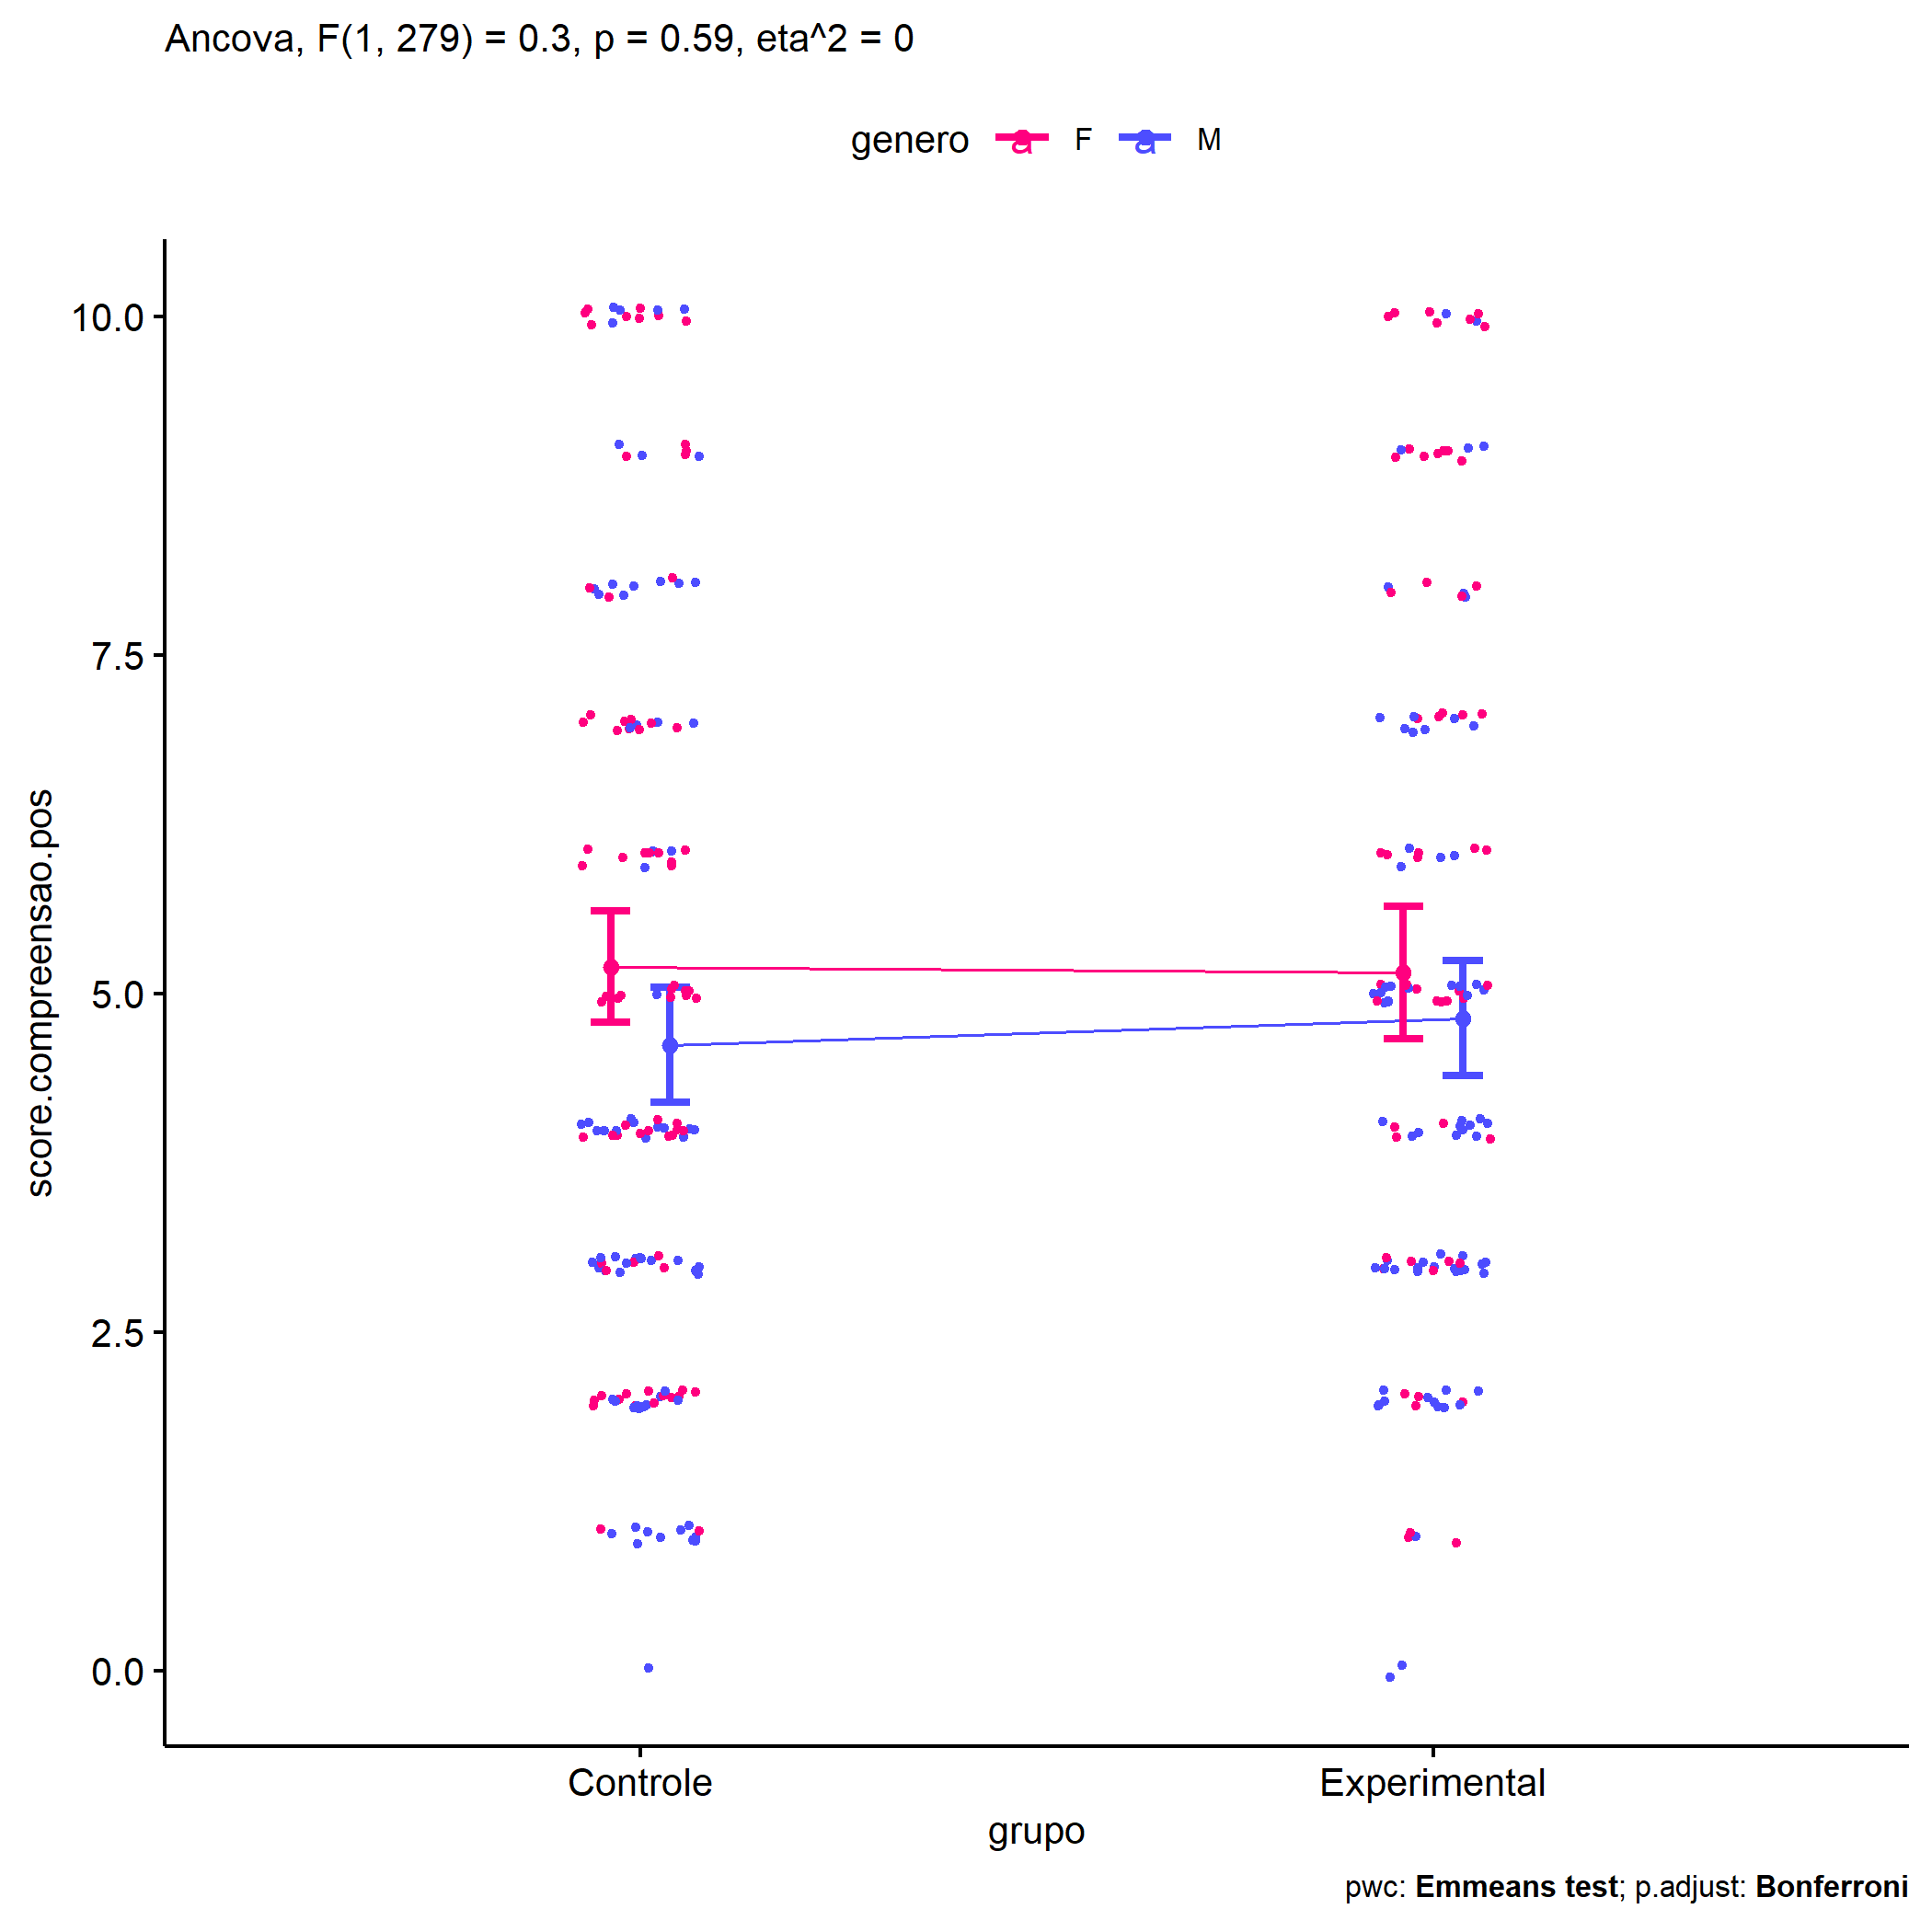 Ancova, F(1, 279) = 0.3, p = 0.59, eta^2 = 0
genero a F a M
10.0
7.5
5.0
2.5
0.0
score.compreensao.pos
Controle Experimental
grupo
pwc: Emmeans test; p.adjust: Bonferroni